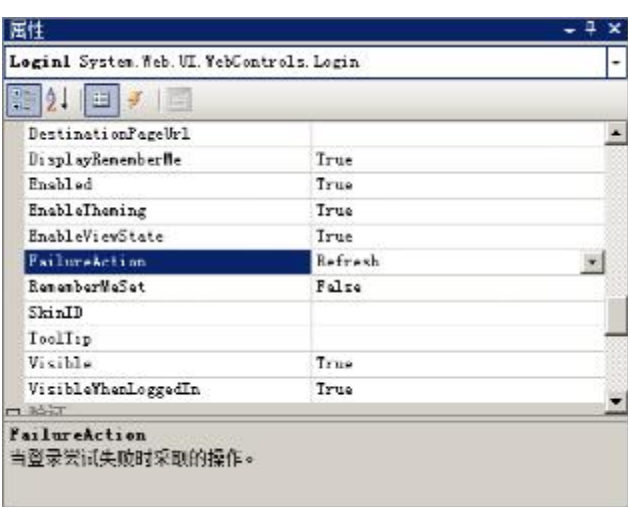 属性
Login1 System.Web.UI.WebControls.Login
DestinationPageUrl
DisplayRememberMe True
Enabled True
EnableTheming True
EnableViewState True
FailureAction Refresh
RememberMeSet False
SkinID
ToolTip
Visible True
VisibleWhenLoggedIn True
验证
FailureAction
当登录尝试失败时采取的操作。